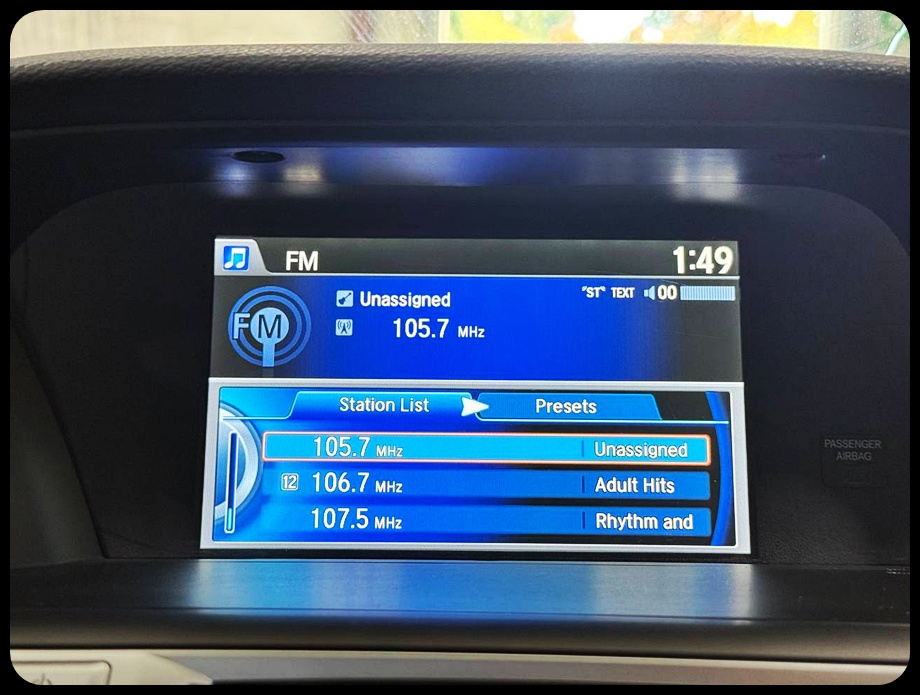 FM 1:49
Unassigned "ST" TEXT 00
FM 105.7 MHz
Station List Presets
105.7 MHz Unassigned
12 106.7 MHz Adult Hits
107.5 MHz Rhythm and
PASSENGER
AIRBAG